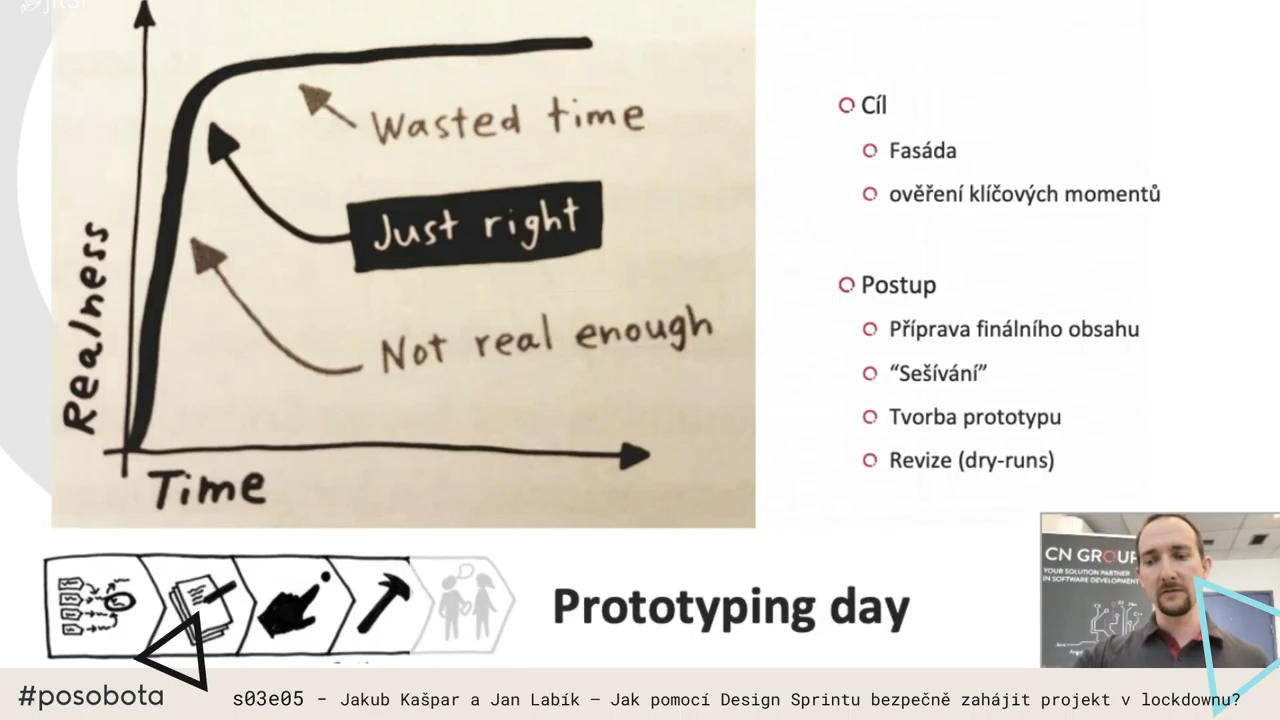 jitsi
Wasted time
Just right
Not real enough
Realness
Time
Cíl
Fasáda
ověření klíčových momentů
Postup
Příprava finálního obsahu
“Sešívání”
Tvorba prototypu
Revize (dry-runs)
Prototyping day
CN GROUP
YOUR SOLUTION PARTNER
IN SOFTWARE DEVELOPMENT
#posobota
s03e05 – Jakub Kašpar a Jan Labík – Jak pomocí Design Sprintu bezpečně zahájit projekt v lockdownu?